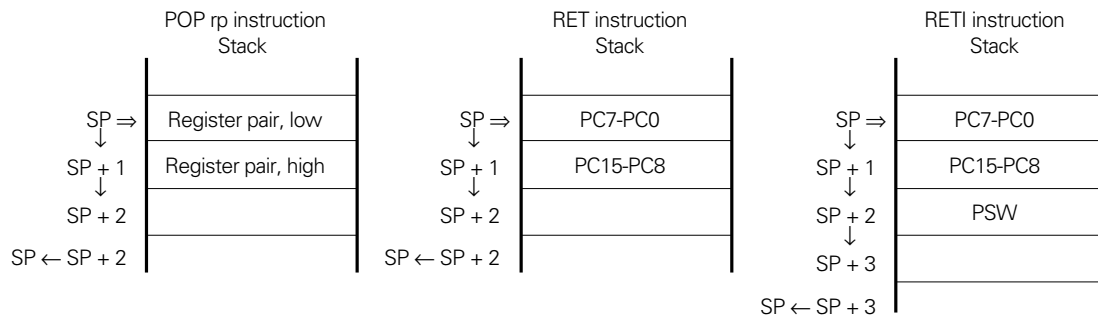 POP rp instruction
Stack
SP ⇒ Register pair, low
↓
SP + 1 Register pair, high
↓
SP + 2
SP ← SP + 2
RET instruction
Stack
SP ⇒ PC7-PC0
↓
SP + 1 PC15-PC8
↓
SP + 2
SP ← SP + 2
RETI instruction
Stack
SP ⇒ PC7-PC0
↓
SP + 1 PC15-PC8
↓
SP + 2 PSW
↓
SP + 3
SP ← SP + 3